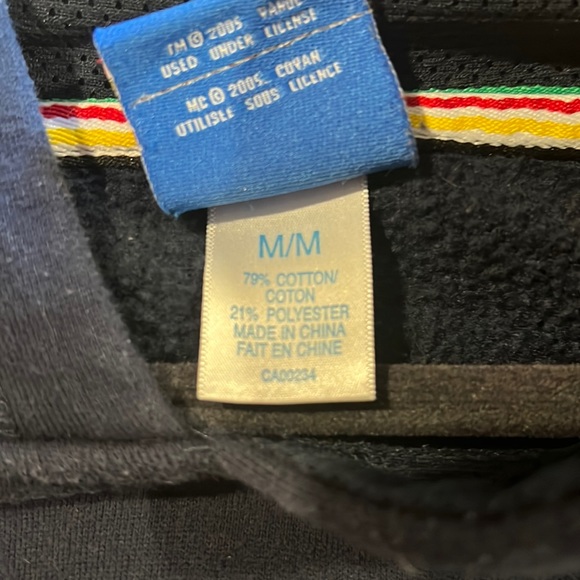 TM © 2005
USED UNDER LICENSE
MC © 2005. COVAN
UTILISÉ SOUS LICENCE
M/M
79% COTTON/
COTON
21% POLYESTER
MADE IN CHINA
FAIT EN CHINE
CA00234